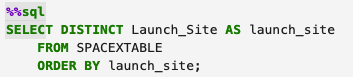 %%sql
SELECT DISTINCT Launch_Site AS launch_site
FROM SPACEXTABLE
ORDER BY launch_site;